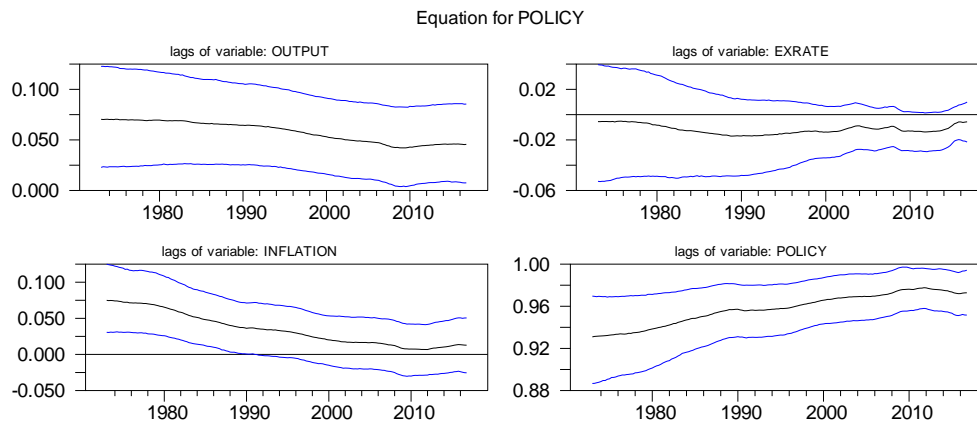 Equation for POLICY
lags of variable: OUTPUT
0.100
0.050
0.000
1980 1990 2000 2010
lags of variable: EXRATE
0.02
-0.02
-0.06
1980 1990 2000 2010
lags of variable: INFLATION
0.100
0.050
0.000
-0.050
1980 1990 2000 2010
lags of variable: POLICY
1.00
0.96
0.92
0.88
1980 1990 2000 2010